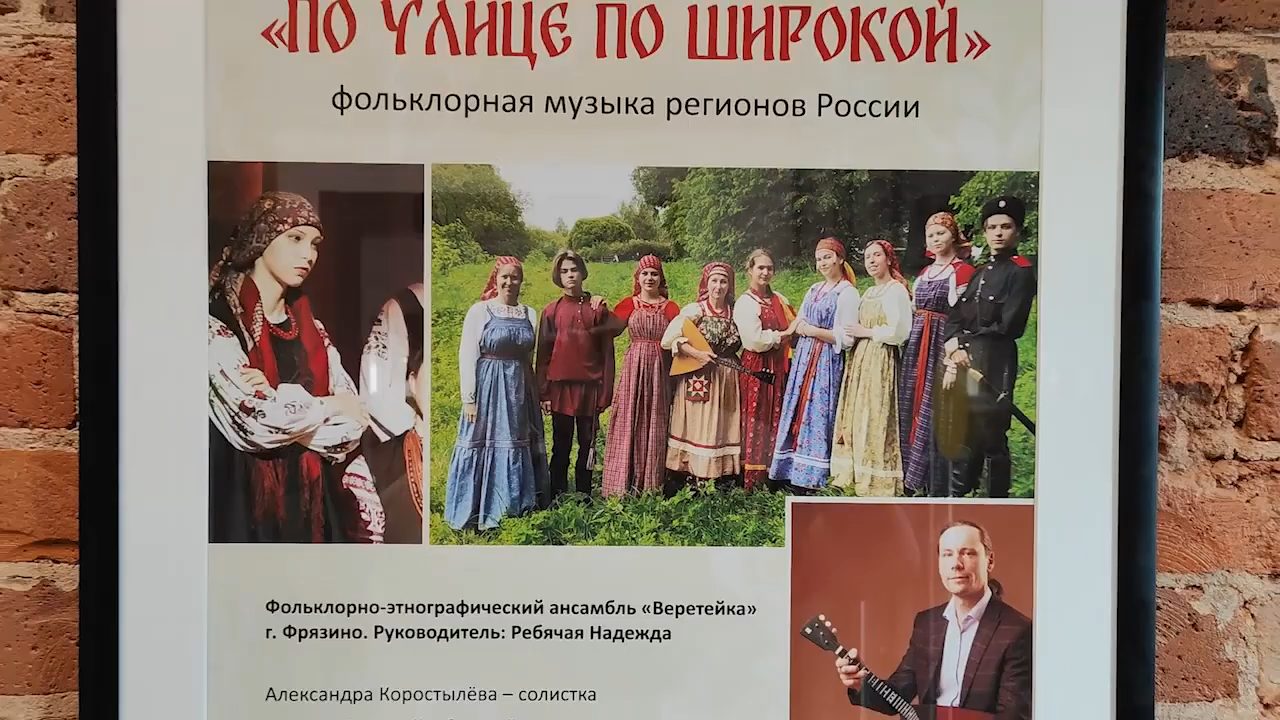 «ПО УЛИЦЕ ПО ШИРОКОЙ»
фольклорная музыка регионов России
Фольклорно-этнографический ансамбль «Веретейка»
г. Фрязино. Руководитель: Ребячая Надежда
Александра Коростылёва – солистка